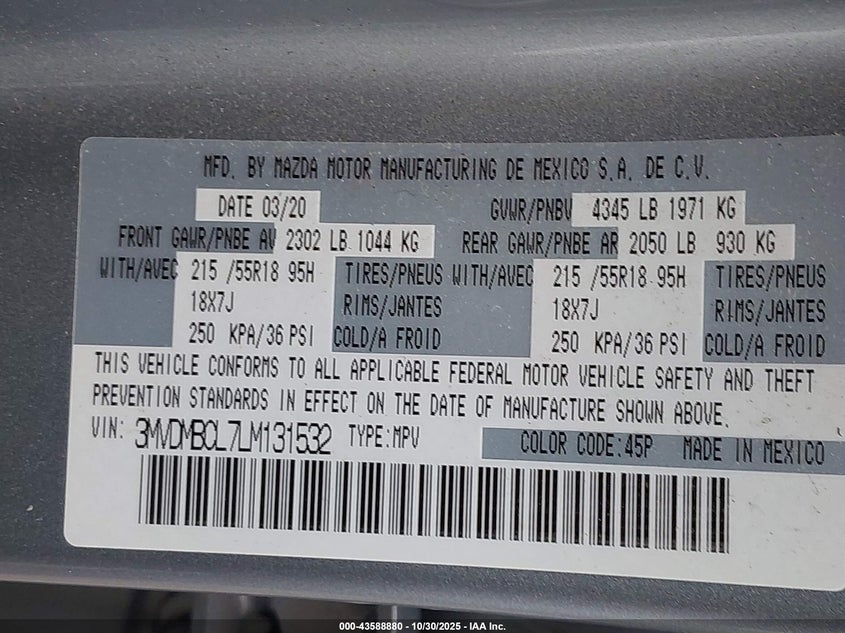 MFD. BY MAZDA MOTOR MANUFACTURING DE MEXICO S.A. DE C.V.
DATE 03/20 GVWR/PNBV 4345 LB 1971 KG
FRONT GAWR/PNBE AV 2302 LB 1044 KG REAR GAWR/PNBE AR 2050 LB 930 KG
WITH/AVEC 215 /55R18 95H TIRES/PNEUS WITH/AVEC 215 /55R18 95H TIRES/PNEUS
18X7J RIMS/JANTES 18X7J RIMS/JANTES
250 KPA/36 PSI COLD/A FROID 250 KPA/36 PSI COLD/A FROID
THIS VEHICLE CONFORMS TO ALL APPLICABLE FEDERAL MOTOR VEHICLE SAFETY AND THEFT
PREVENTION STANDARDS IN EFFECT ON THE DATE OF MANUFACTURE SHOWN ABOVE.
VIN: 3MVDMBCL7LM131532 TYPE:MPV COLOR CODE:45P MADE IN MEXICO
000-43588880 - 10/30/2025 - IAA Inc.